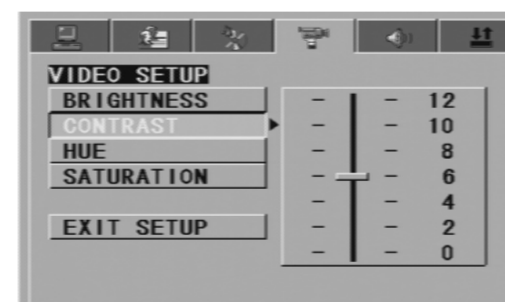 VIDEO SETUP
BRIGHTNESS
CONTRAST
HUE
SATURATION
EXIT SETUP
12
10
8
6
4
2
0